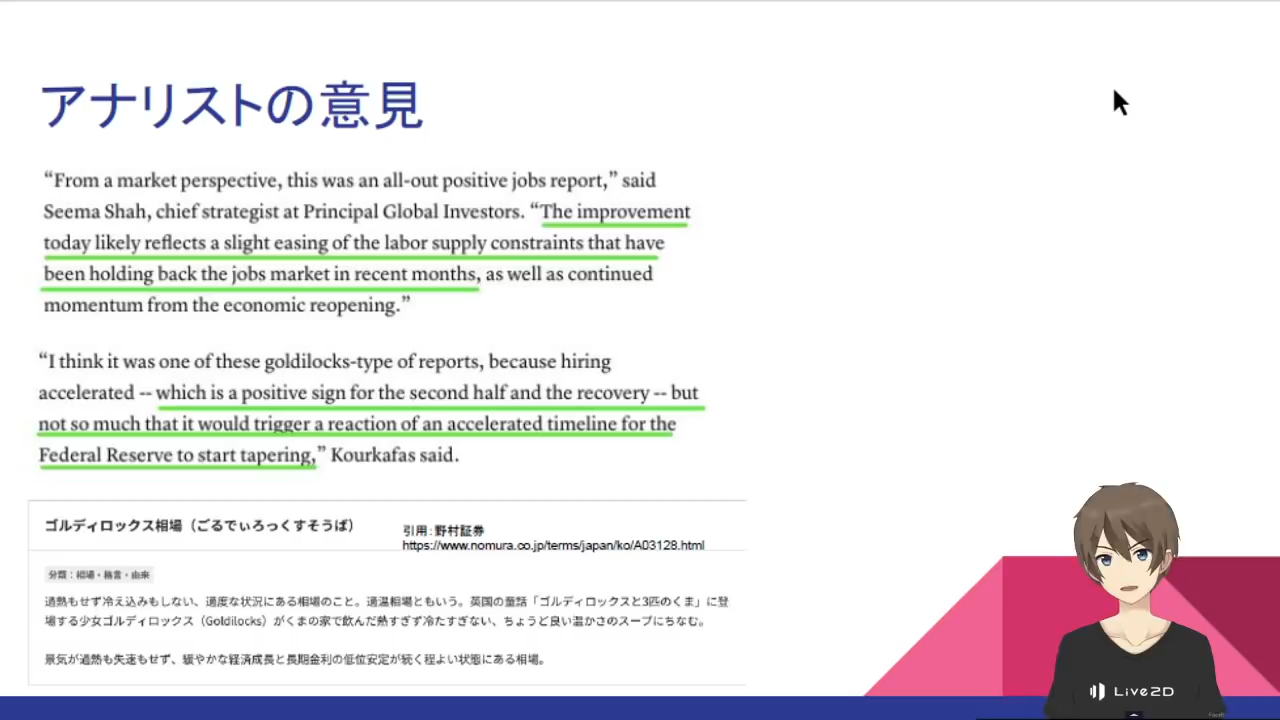 アナリストの意見
“From a market perspective, this was an all-out positive jobs report,” said
Seema Shah, chief strategist at Principal Global Investors. “The improvement
today likely reflects a slight easing of the labor supply constraints that have
been holding back the jobs market in recent months, as well as continued
momentum from the economic reopening.”
“I think it was one of these goldilocks-type of reports, because hiring
accelerated -- which is a positive sign for the second half and the recovery -- but
not so much that it would trigger a reaction of an accelerated timeline for the
Federal Reserve to start tapering,” Kourkafas said.
ゴルディロックス相場（ごるでぃろっくすそうば）
引用：野村証券
https://www.nomura.co.jp/terms/japan/ko/A03128.html
分類：相場・格言・由来
過熱もせず冷え込みもしない、適度な状況にある相場のこと。適温相場ともいう。英国の童話「ゴルディロックスと3匹のくま」に登
場する少女ゴルディロックス（Goldilocks）がくまの家で飲んだ熱すぎず冷たすぎない、ちょうど良い温かさのスープにちなむ。
景気が過熱も失速もせず、緩やかな経済成長と長期金利の低位安定が続く程よい状態にある相場。
Live2D